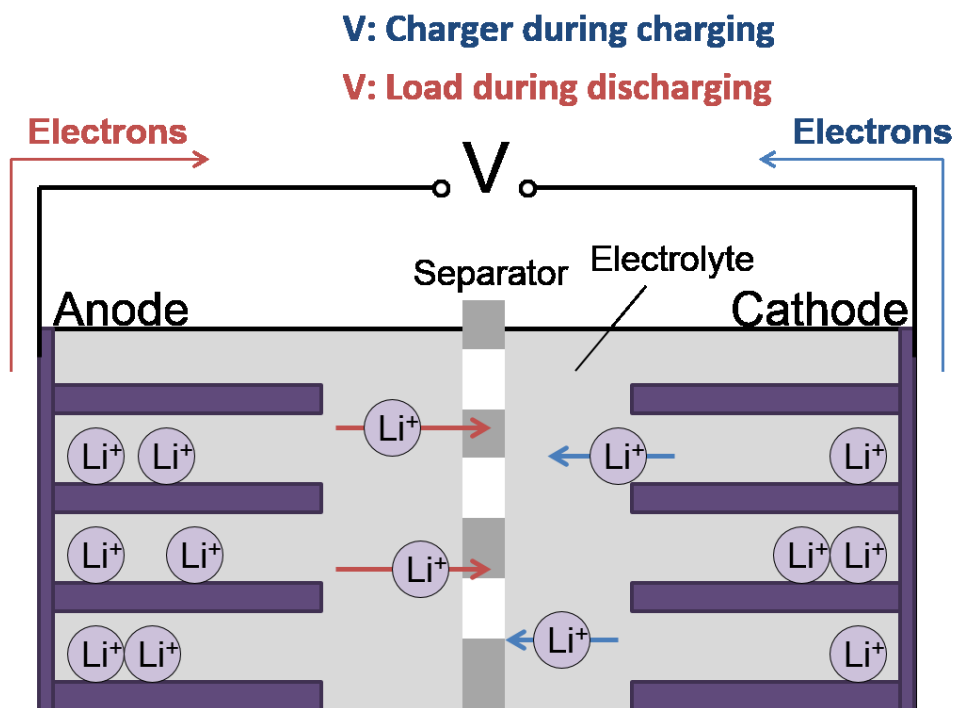 V: Charger during charging
V: Load during discharging
Electrons
Electrons
V
Separator
Electrolyte
Anode
Cathode
Li⁺
Li⁺ Li⁺
Li⁺
Li⁺
Li⁺ Li⁺
Li⁺
Li⁺ Li⁺
Li⁺ Li⁺
Li⁺
Li⁺